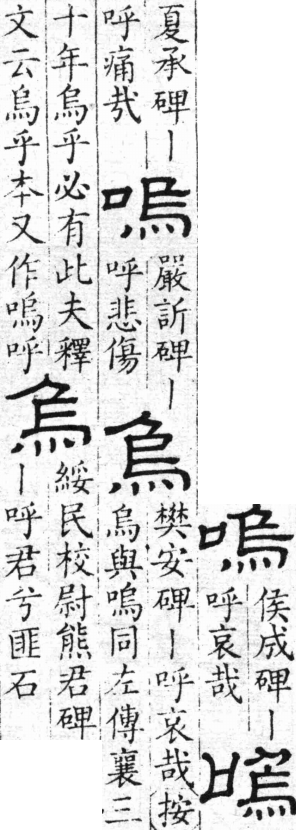 嗚
侯成碑丨
呼哀哉
嗚
夏承碑丨
呼痛哉
嗚
嚴訢碑丨
呼悲傷
烏
樊安碑丨呼哀哉按
烏與嗚同左傳襄三
十年烏乎必有此夫釋
文云烏乎本又作嗚呼
烏
綏民校尉熊君碑
丨呼君兮匪石